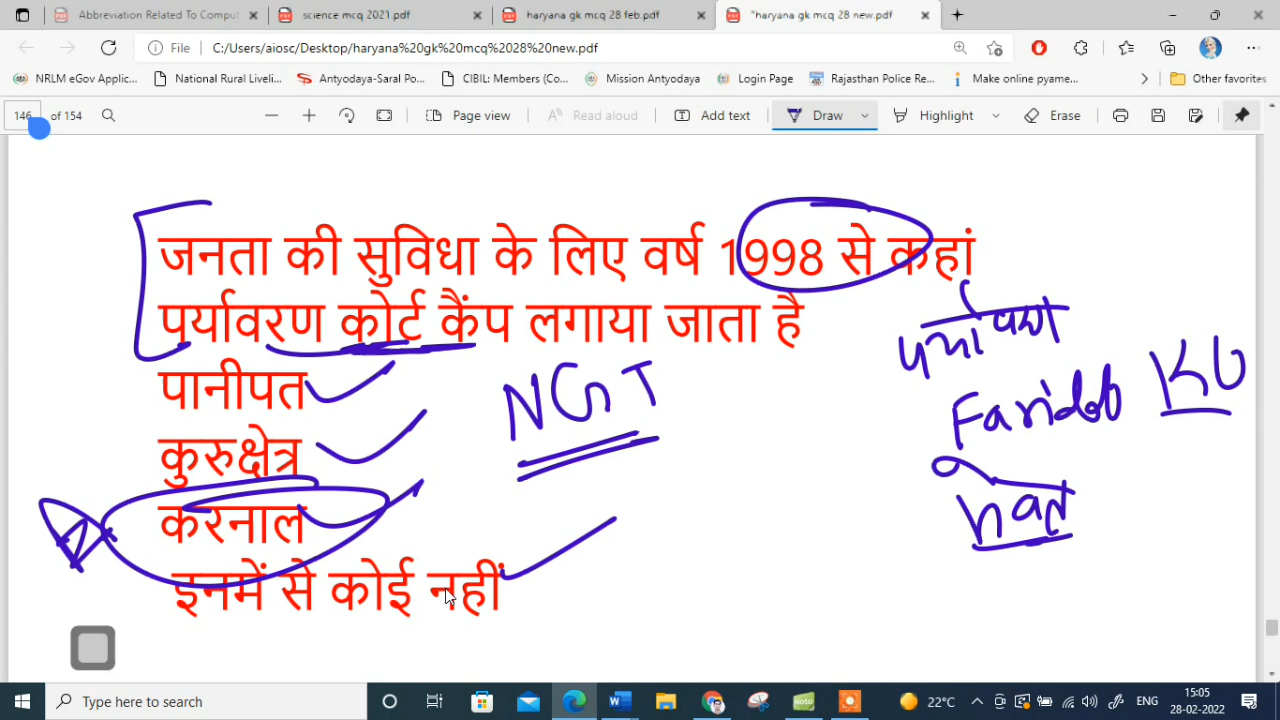 Abbreviation Related To Comput
science mcq 2021.pdf
haryana gk mcq 28 feb.pdf
*haryana gk mcq 28 new.pdf
File
C:/Users/aiosc/Desktop/haryana%20gk%20mcq%2028%20new.pdf
NRLM eGov Applic...
National Rural Liveli...
Antyodaya-Saral Po...
CIBIL: Members (Co...
Mission Antyodaya
Login Page
Rajasthan Police Re...
Make online pyame...
Other favorites
146 of 154
Page view
Read aloud
Add text
Draw
Highlight
Erase
जनता की सुविधा के लिए वर्ष 1998 से कहां
पर्यावरण कोर्ट कैंप लगाया जाता है
पानीपत
कुरुक्षेत्र
करनाल
इनमें से कोई नहीं
NGT
KU
Type here to search
22°C
ENG
15:05
28-02-2022